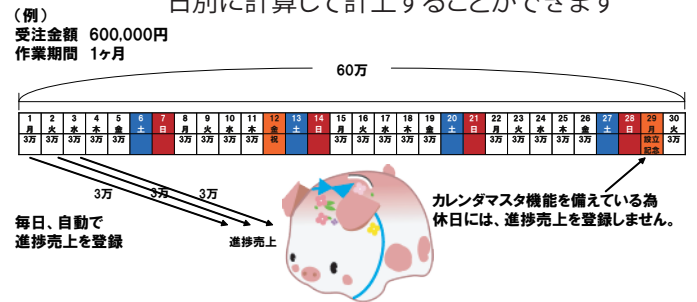 日別に計算して計上することができます
(例)
受注金額 600,000円
作業期間 1ヶ月
60万
1 2 3 4 5 6 7 8 9 10 11 12 13 14 15 16 17 18 19 20 21 22 23 24 25 26 27 28 29 30
月 火 水 木 金 土 日 月 火 水 木 金 土 日 月 火 水 木 金 土 日 月 火 水 木 金 土 日 月 火
3万 3万 3万 3万 3万 3万 3万 3万 3万 祝 3万 3万 3万 3万 3万 3万 3万 3万 3万 3万 設立 3万
記念
3万 3万 3万
毎日、自動で
進捗売上を登録
進捗売上
カレンダマスタ機能を備えている為
休日には、進捗売上を登録しません。